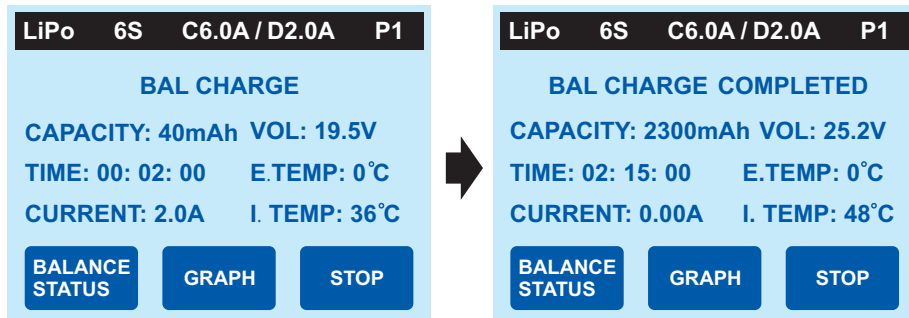 LiPo 6S C6.0A / D2.0A P1
BAL CHARGE
CAPACITY: 40mAh VOL: 19.5V
TIME: 00: 02: 00 E.TEMP: 0°C
CURRENT: 2.0A I. TEMP: 36°C
BALANCE
STATUS
GRAPH
STOP
LiPo 6S C6.0A / D2.0A P1
BAL CHARGE COMPLETED
CAPACITY: 2300mAh VOL: 25.2V
TIME: 02: 15: 00 E.TEMP: 0°C
CURRENT: 0.00A I. TEMP: 48°C
BALANCE
STATUS
GRAPH
STOP